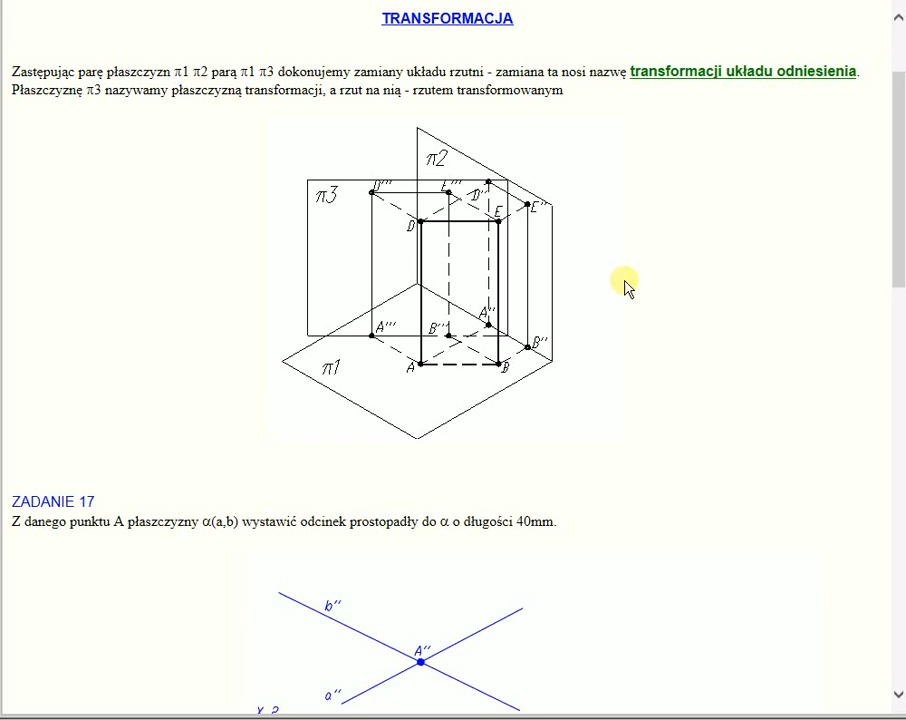 TRANSFORMACJA
Zastępując parę płaszczyzn π1 π2 parą π1 π3 dokonujemy zamiany układu rzutni - zamiana ta nosi nazwę transformacji układu odniesienia.
Płaszczyznę π3 nazywamy płaszczyzną transformacji, a rzut na nią - rzutem transformowanym
π2
π3 D''' E''' D'' E E''
D
A''' B''' A'' B''
π1 A B
ZADANIE 17
Z danego punktu A płaszczyzny α(a,b) wystawić odcinek prostopadły do α o długości 40mm.
b''
A''
a''